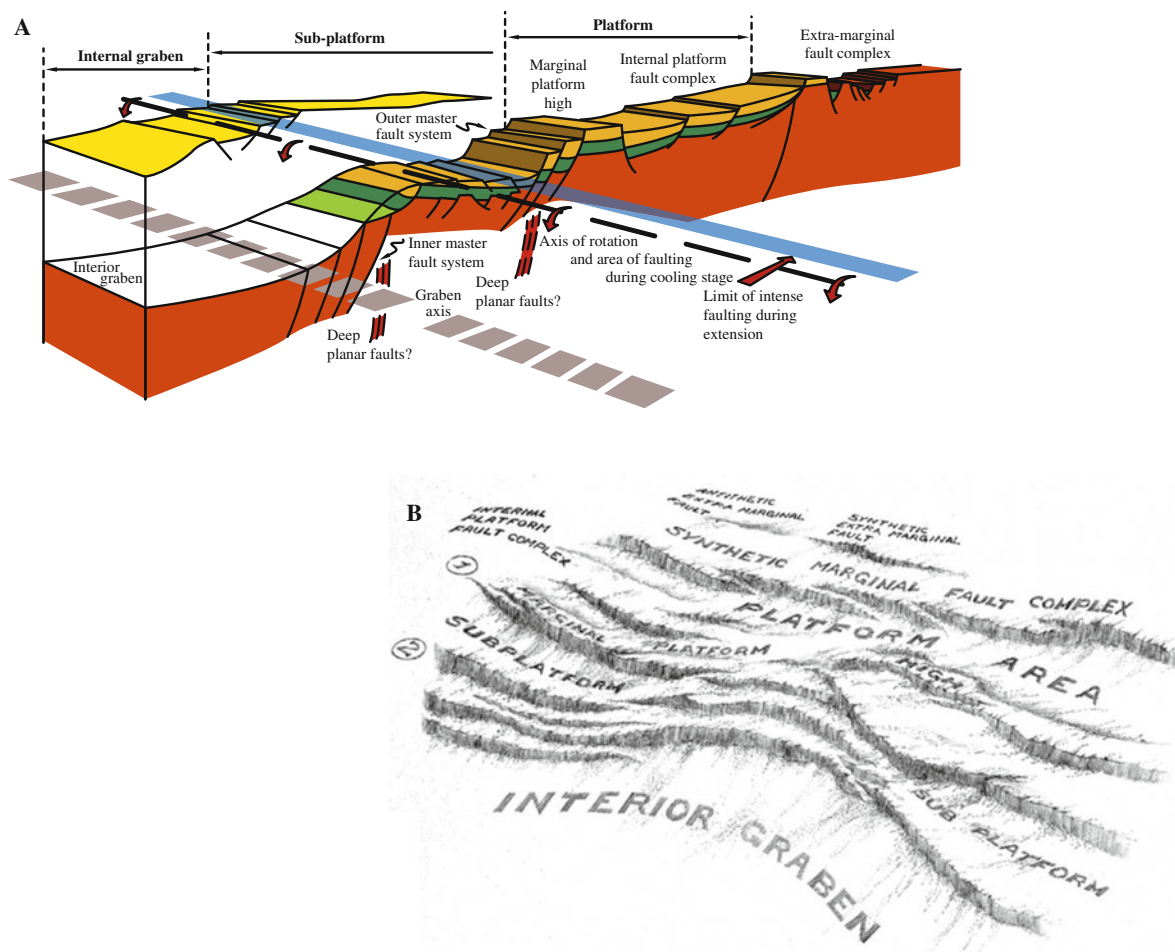 A
Internal graben
Sub-platform
Platform
Extra-marginal
fault complex
Marginal
platform
high
Internal platform
fault complex
Outer master
fault system
Interior
graben
Inner master
fault system
Deep
planar faults?
Graben
axis
Deep
planar faults?
Axis of rotation
and area of faulting
during cooling stage
Limit of intense
faulting during
extension
B
INTERNAL
PLATFORM
FAULT COMPLEX
ANTITHETIC
EXTRA MARGINAL
FAULT
SYNTHETIC
EXTRA MARGINAL
FAULT
SYNTHETIC MARGINAL FAULT COMPLEX
1
MARGINAL PLATFORM HIGH
PLATFORM AREA
2
SUBPLATFORM
SUB PLATFORM
INTERIOR GRABEN